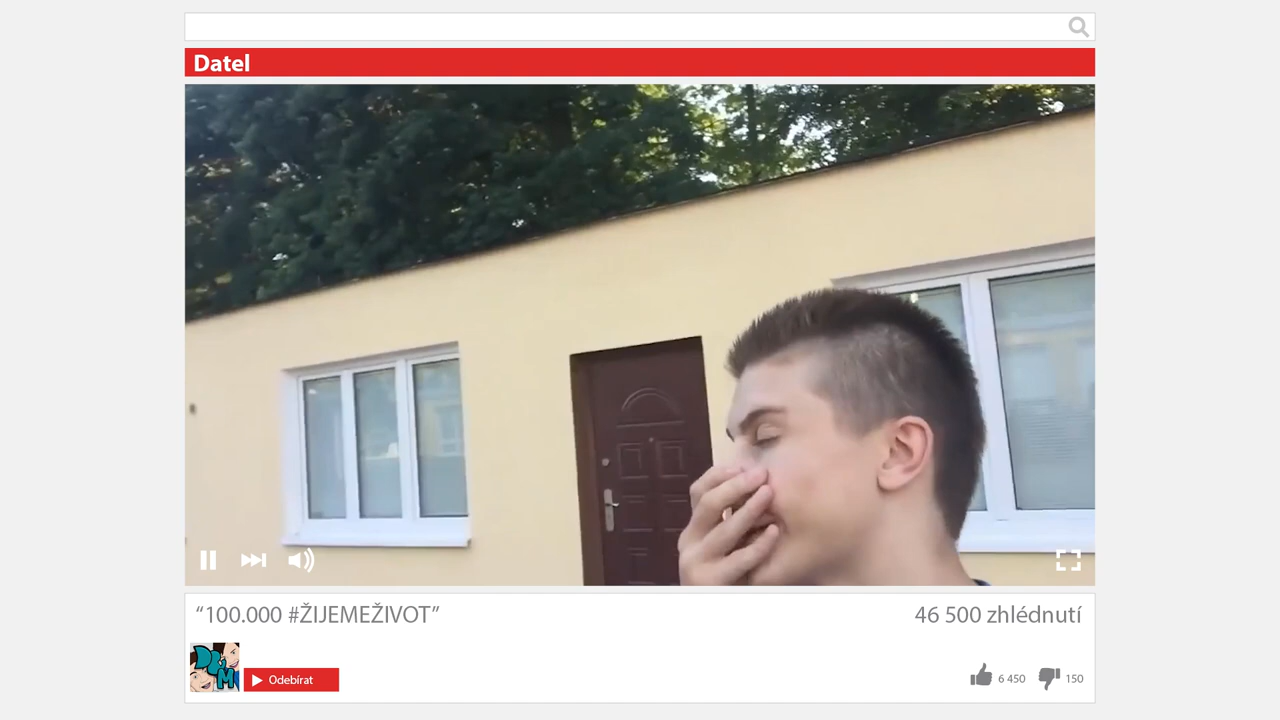 Datel
“100.000 #ŽIJEMEŽIVOT”
46 500 zhlédnutí
Odebírat
6 450
150